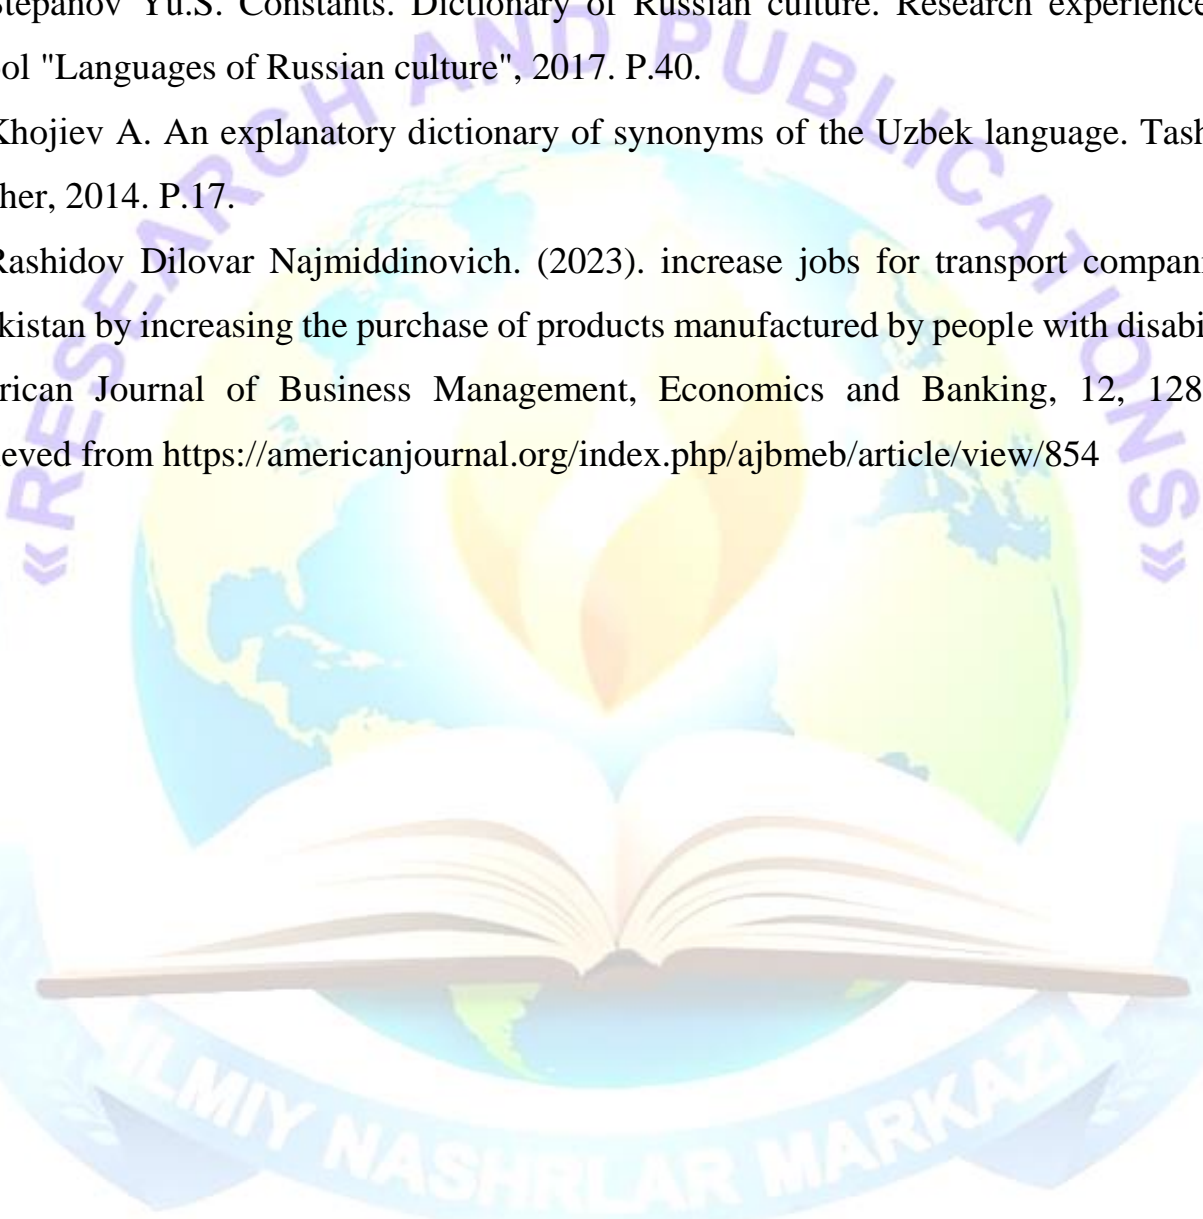 Stepanov Yu.S. Constants. Dictionary of Russian culture. Research experience
ool "Languages of Russian culture", 2017. P.40.
Khojiev A. An explanatory dictionary of synonyms of the Uzbek language. Tash
her, 2014. P.17.
Rashidov Dilovar Najmiddinovich. (2023). increase jobs for transport compani
kistan by increasing the purchase of products manufactured by people with disabi
rican Journal of Business Management, Economics and Banking, 12, 128
eved from https://americanjournal.org/index.php/ajbmeb/article/view/854
«RESEARCH AND PUBLICATIONS»
ILMIY NASHRLAR MARKAZI